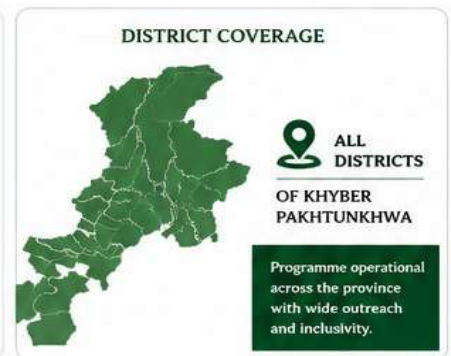 DISTRICT COVERAGE
ALL
DISTRICTS
OF KHYBER
PAKHTUNKHWA
Programme operational
across the province
with wide outreach
and inclusivity.